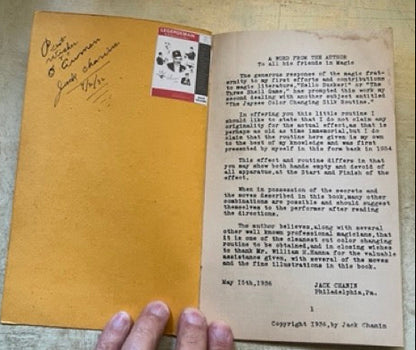 Best
Wishes
Jack Chanin
LEGERDEMAIN
A WORD FROM THE AUTHOR
To all his friends in Magic
The generous response of the magic frat-
ernity to my first efforts and contributions
to magic literature,"Hello Sucker" or "The
Three Shell Game," has prompted this work my
second dealing with another subject entitled
"The Jaysee Color Changing Silk Routine."
In offering you this little routine I
should like to state that I do not claim any
originality for the actual effect,as that is
perhaps as old as time immemorial,but I do
claim that the routine here given is my own
to the best of my knowledge and was first
presented by myself in this form back in 1924
This effect and routine differs in that
you may show both hands empty and devoid of
all apparatus,at the Start and Finish of the
effect.
When in possession of the secrets and
the moves described in this book,many other
combinations are possible and should suggest
themselves to the performer after reading
the directions.
The author believes,along with several
other well known professional magicians,that
it is one of the cleanest cut color changing
routine to be obtained,and in closing wishes
to thank Mr. William H.Hanna for the valuable
assistance given, with several of the moves
and the fine illustrations in this book.
May 15th,1936
JACK CHANIN
Philadelphia,Pa.
1
Copyright 1936,by Jack Chanin